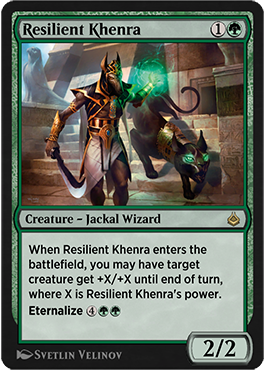 Resilient Khenra 1
Creature – Jackal Wizard
When Resilient Khenra enters the
battlefield, you may have target
creature get +X/+X until end of turn,
where X is Resilient Khenra's power.
Eternalize 4
Svetlin Velinov
2/2